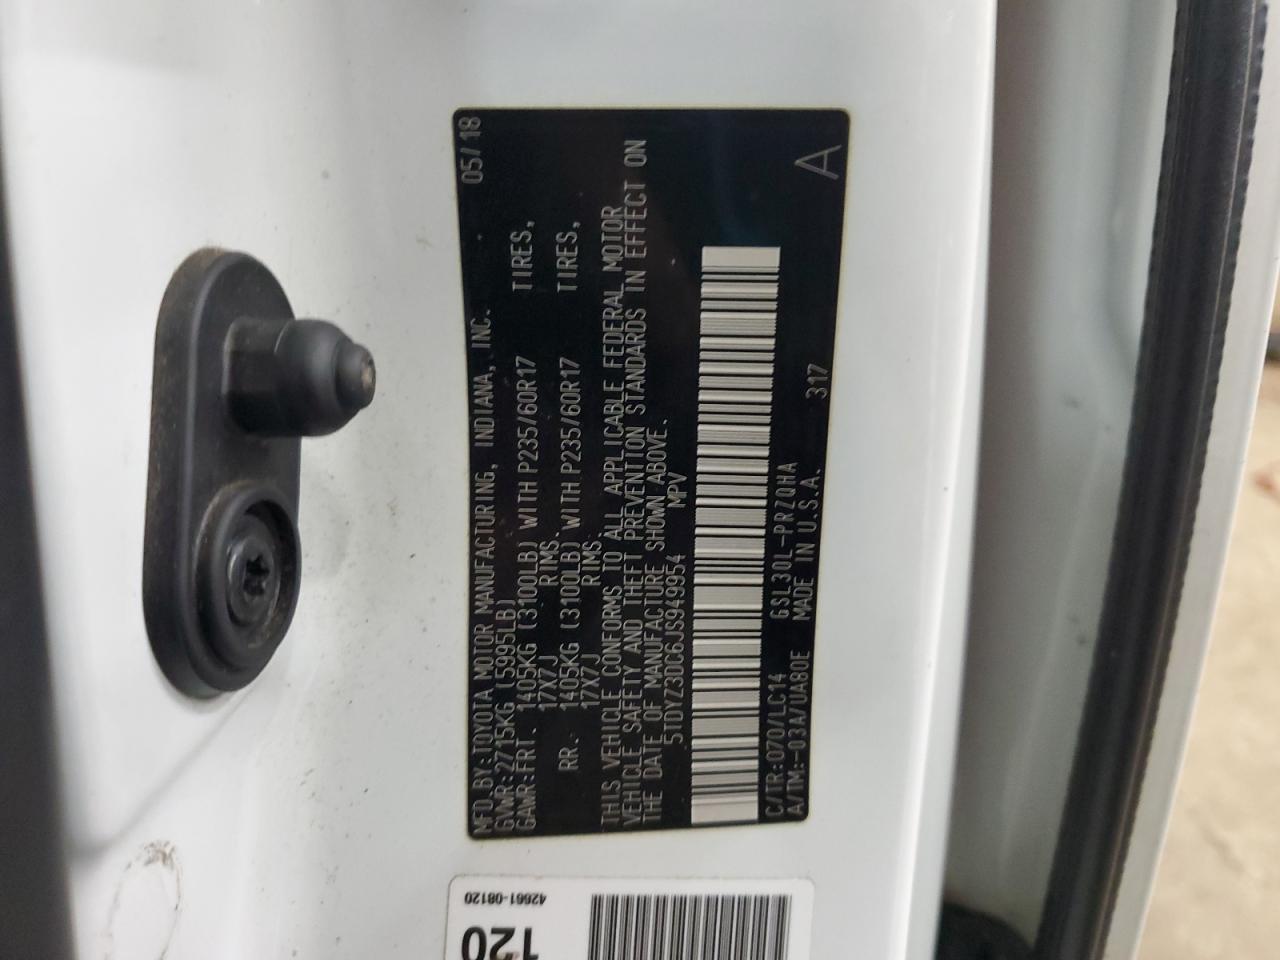 MFD. BY: TOYOTA MOTOR MANUFACTURING, INDIANA, INC. 05/18
GVWR: 2715KG (5995LB)
GAWR: FRT. 1405KG (3100LB) WITH P235/60R17 TIRES,
17X7J RIMS.
RR. 1405KG (3100LB) WITH P235/60R17 TIRES,
17X7J RIMS.
THIS VEHICLE CONFORMS TO ALL APPLICABLE FEDERAL MOTOR
VEHICLE SAFETY AND THEFT PREVENTION STANDARDS IN EFFECT ON
THE DATE OF MANUFACTURE SHOWN ABOVE.
5TDYZ3DC6JS949954 MPV
C/TR: 070/LC14 GSL30L-PRZQHA
A/TM: -03A/UA80E MADE IN U.S.A. 317 A
42661-08120
120